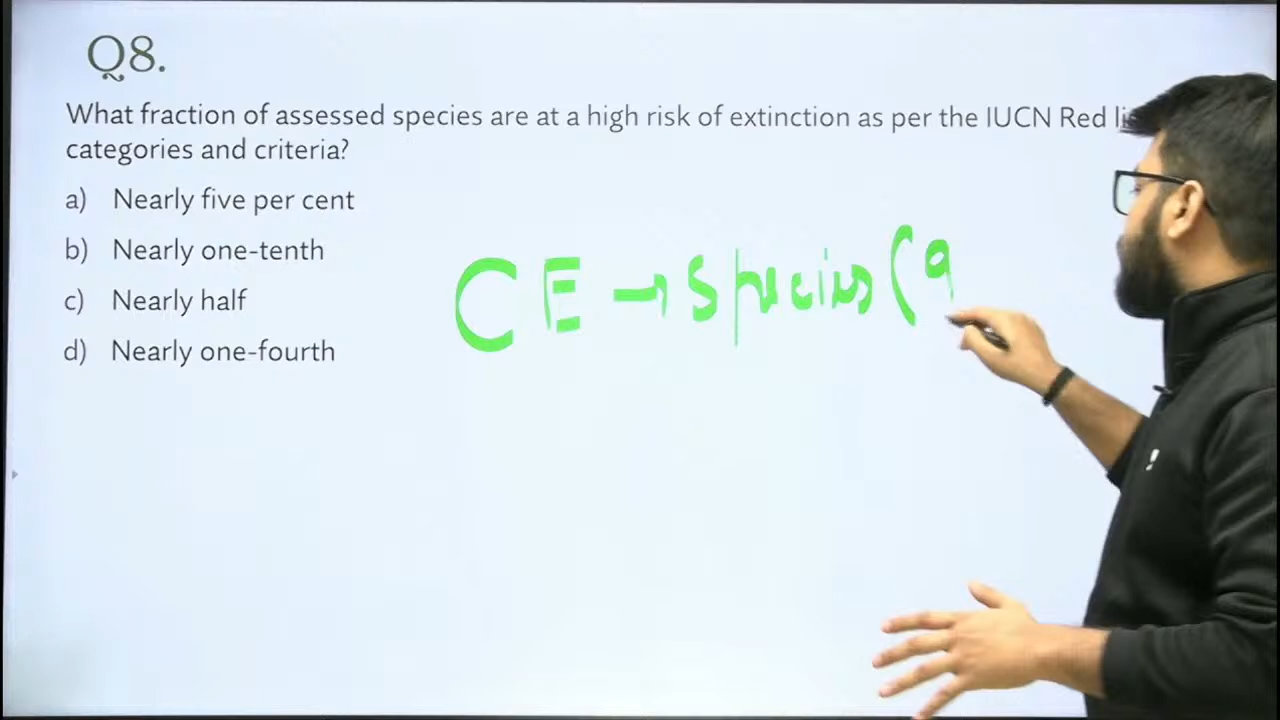 Q8.
What fraction of assessed species are at a high risk of extinction as per the IUCN Red
categories and criteria?
a) Nearly five per cent
b) Nearly one-tenth
c) Nearly half
d) Nearly one-fourth
CE → Species (9